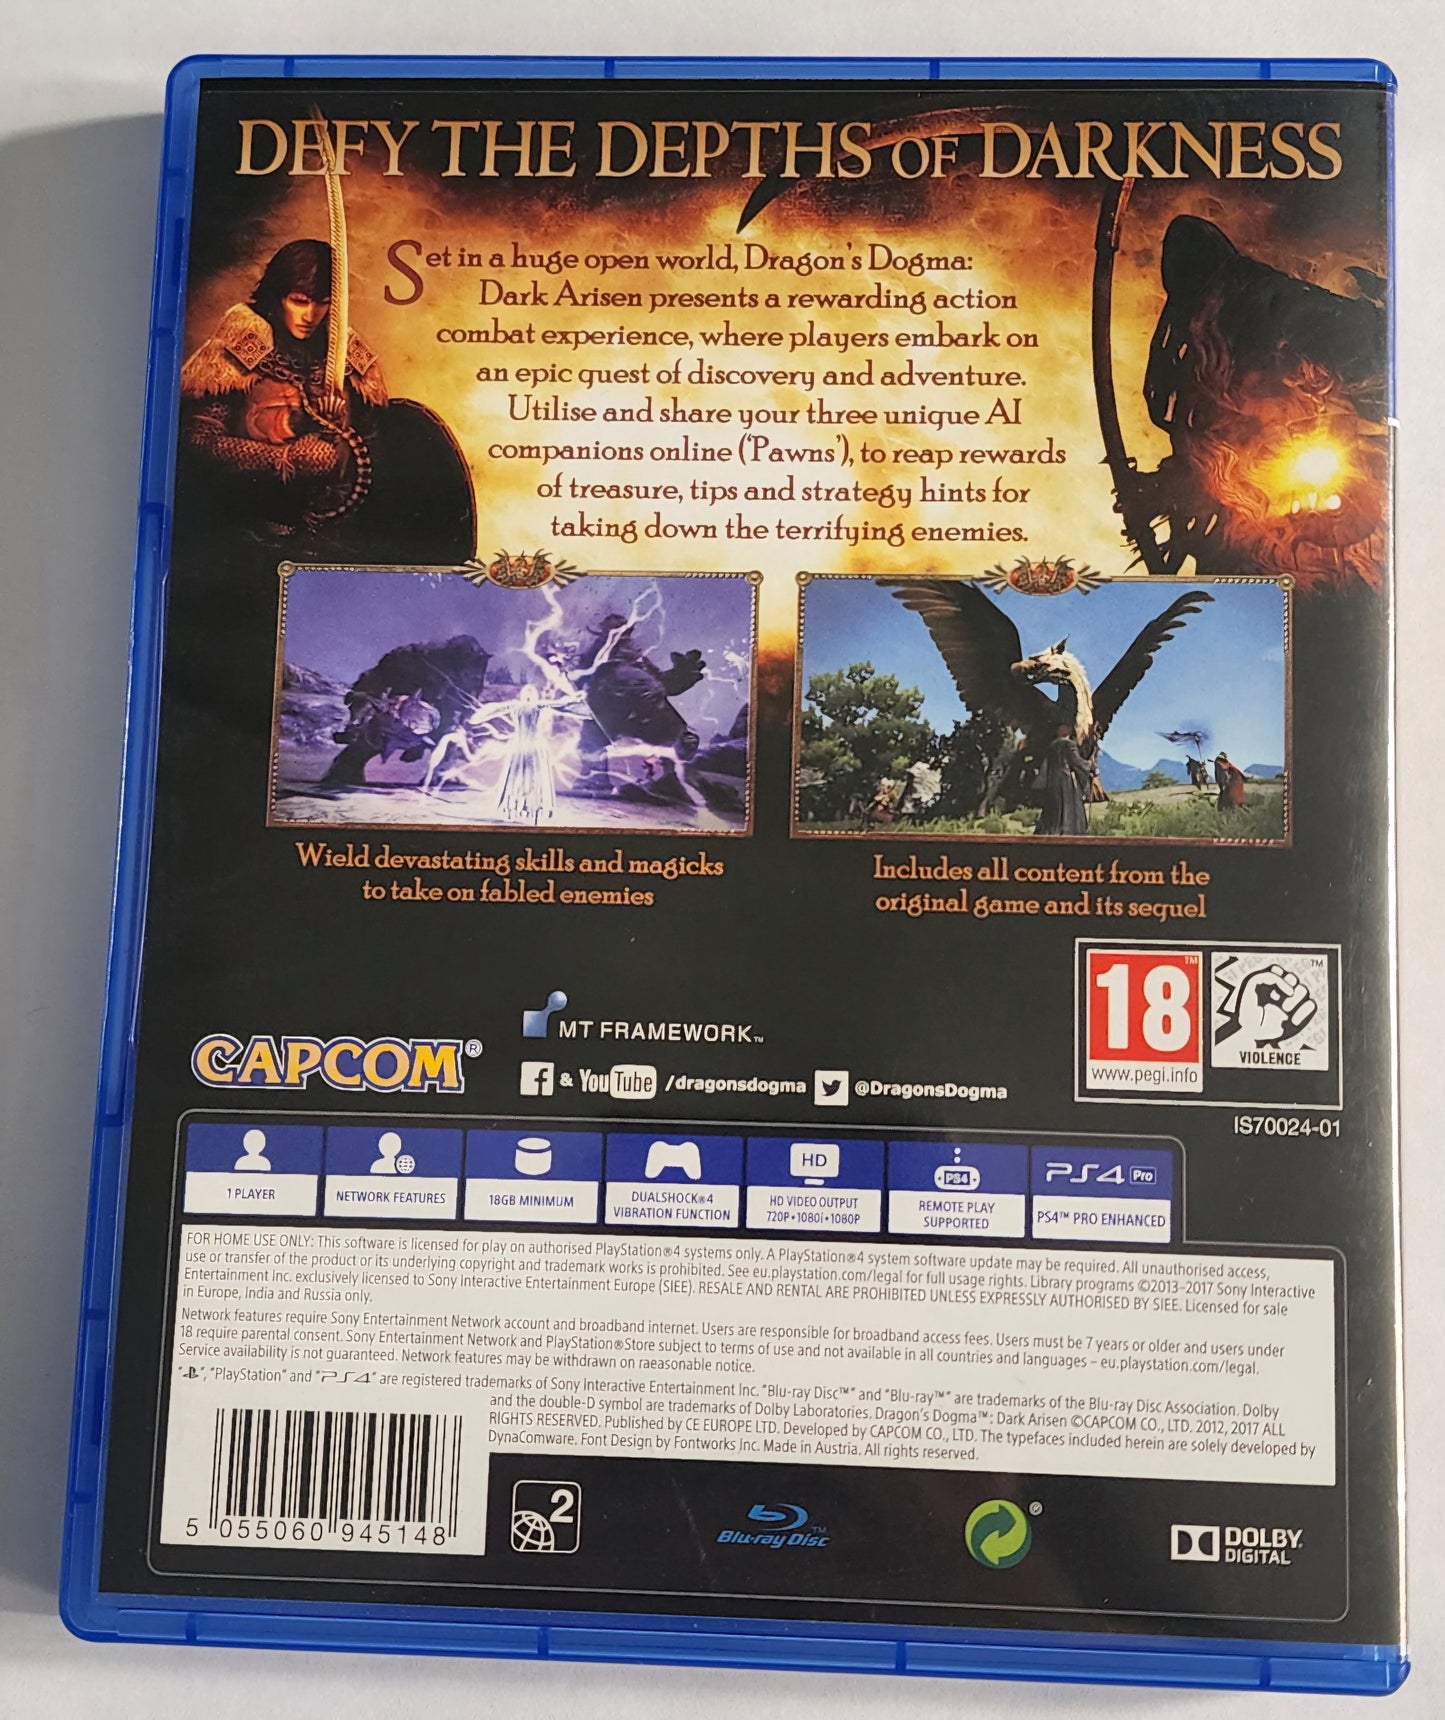 DEFY THE DEPTHS OF DARKNESS
Set in a huge open world, Dragon's Dogma:
Dark Arisen presents a rewarding action
combat experience, where players embark on
an epic quest of discovery and adventure.
Utilise and share your three unique AI
companions online ('Pawns'), to reap rewards
of treasure, tips and strategy hints for
taking down the terrifying enemies.
Wield devastating skills and magicks
to take on fabled enemies
Includes all content from the
original game and its sequel
CAPCOM®
MT FRAMEWORK™
f & YouTube /dragonsdogma @DragonsDogma
18™
www.pegi.info
™
VIOLENCE
IS70024-01
1 PLAYER
NETWORK FEATURES
18GB MINIMUM
DUALSHOCK®4
VIBRATION FUNCTION
HD
HD VIDEO OUTPUT
720P•1080i•1080P
PS4
REMOTE PLAY
SUPPORTED
PS4 Pro
PS4™ PRO ENHANCED
FOR HOME USE ONLY: This software is licensed for play on authorised PlayStation®4 systems only. A PlayStation®4 system software update may be required. All unauthorised access,
use or transfer of the product or its underlying copyright and trademark works is prohibited. See eu.playstation.com/legal for full usage rights. Library programs ©2013–2017 Sony Interactive
Entertainment Inc. exclusively licensed to Sony Interactive Entertainment Europe (SIEE). RESALE AND RENTAL ARE PROHIBITED UNLESS EXPRESSLY AUTHORISED BY SIEE. Licensed for sale
in Europe, India and Russia only.
Network features require Sony Entertainment Network account and broadband internet. Users are responsible for broadband access fees. Users must be 7 years or older and users under
18 require parental consent. Sony Entertainment Network and PlayStation®Store subject to terms of use and not available in all countries and languages – eu.playstation.com/legal.
Service availability is not guaranteed. Network features may be withdrawn on raeasonable notice.
"PS", "PlayStation" and "PS4" are registered trademarks of Sony Interactive Entertainment Inc. "Blu-ray Disc™" and "Blu-ray™" are trademarks of the Blu-ray Disc Association. Dolby
and the double-D symbol are trademarks of Dolby Laboratories. Dragon's Dogma™: Dark Arisen ©CAPCOM CO., LTD. 2012, 2017 ALL
RIGHTS RESERVED. Published by CE EUROPE LTD. Developed by CAPCOM CO., LTD. The typefaces included herein are solely developed by
DynaComware. Font Design by Fontworks Inc. Made in Austria. All rights reserved.
5 055060 945148
2
Blu-ray Disc™
®
DOLBY®
DIGITAL